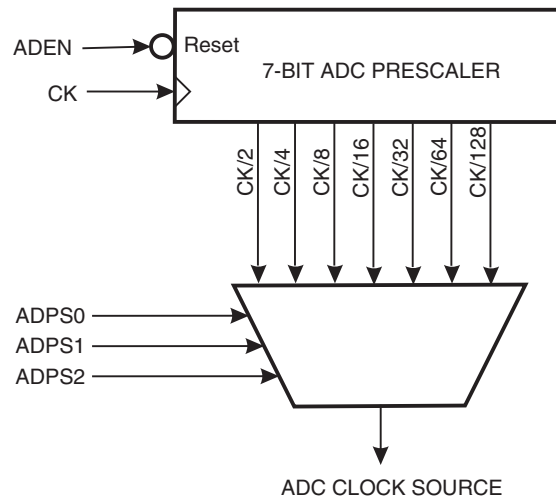 ADEN
Reset
7-BIT ADC PRESCALER
CK
CK/2
CK/4
CK/8
CK/16
CK/32
CK/64
CK/128
ADPS0
ADPS1
ADPS2
ADC CLOCK SOURCE